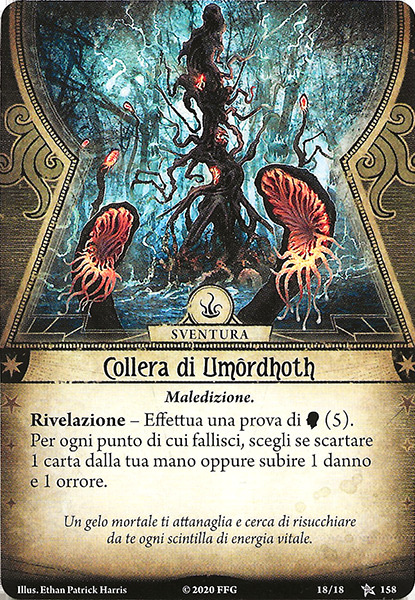 SVENTURA
Collera di Umôrdhoth
Maledizione.
Rivelazione – Effettua una prova di (5).
Per ogni punto di cui fallisci, scegli se scartare
1 carta dalla tua mano oppure subire 1 danno
e 1 orrore.
Un gelo mortale ti attanaglia e cerca di risucchiare
da te ogni scintilla di energia vitale.
Illus. Ethan Patrick Harris © 2020 FFG 18/18 158